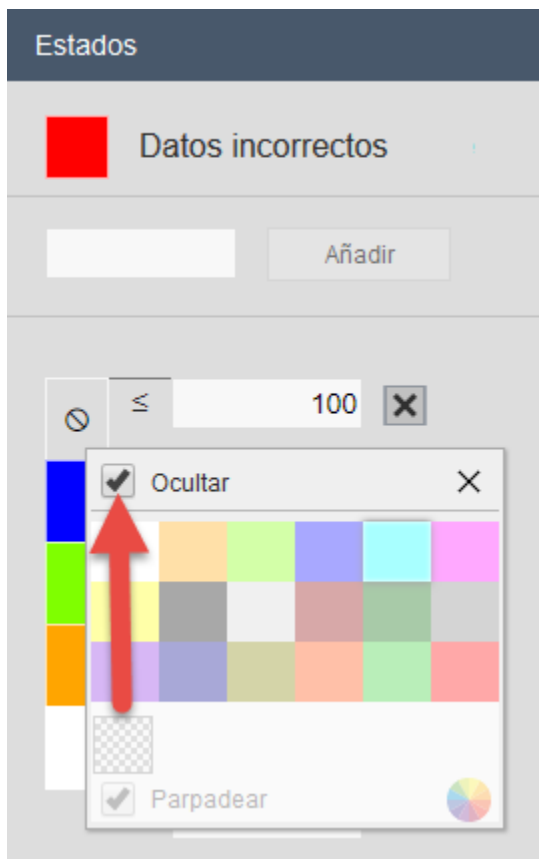 Estados
Datos incorrectos
Añadir
≤ 100
Ocultar
Parpadear